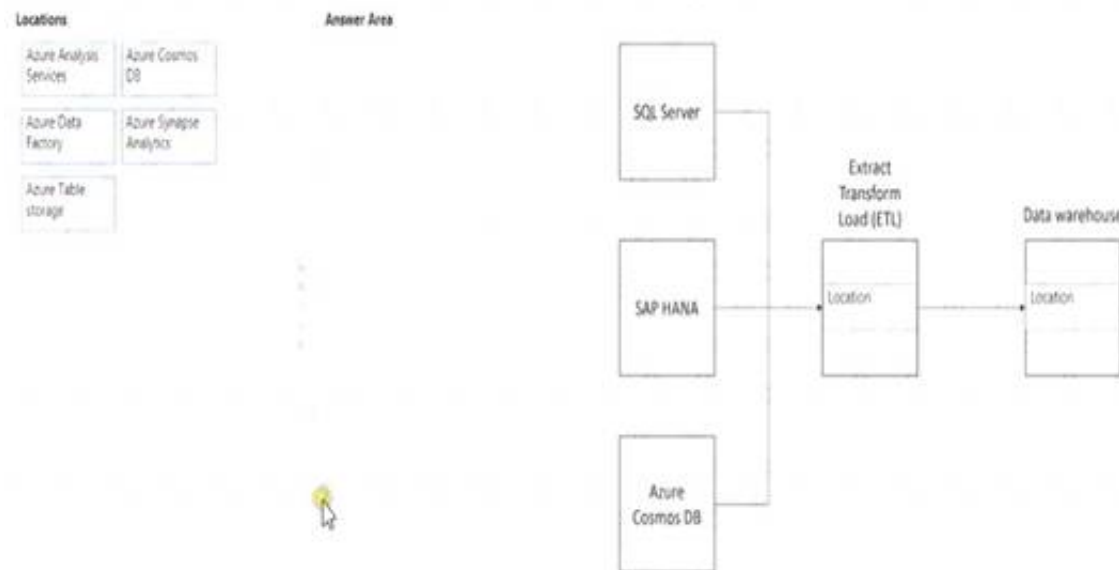 Locations
Answer Area
Azure Analysis
Services
Azure Cosmos
DB
Azure Data
Factory
Azure Synapse
Analytics
Azure Table
storage
SQL Server
SAP HANA
Azure
Cosmos DB
Extract
Transform
Load (ETL)
Location
Data warehouse
Location